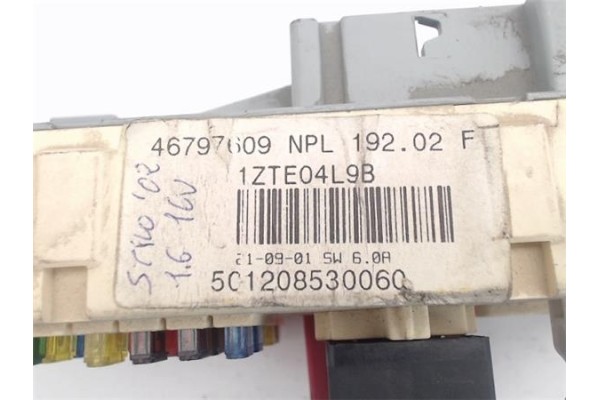 46797609 NPL 192.02 F
1ZTE04L9B
21-09-01 SW 6.0A
501208530060
STILO '02
1.6 16V